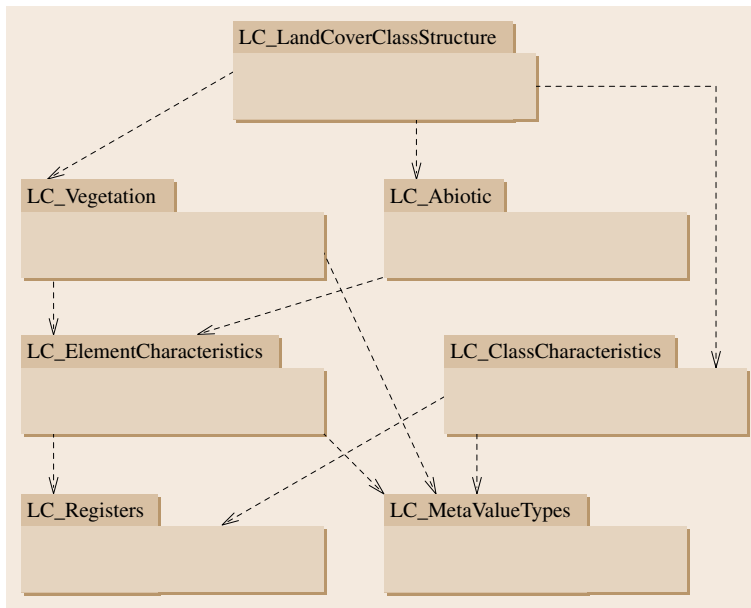 LC_LandCoverClassStructure
LC_Vegetation
LC_Abiotic
LC_ElementCharacteristics
LC_ClassCharacteristics
LC_Registers
LC_MetaValueTypes